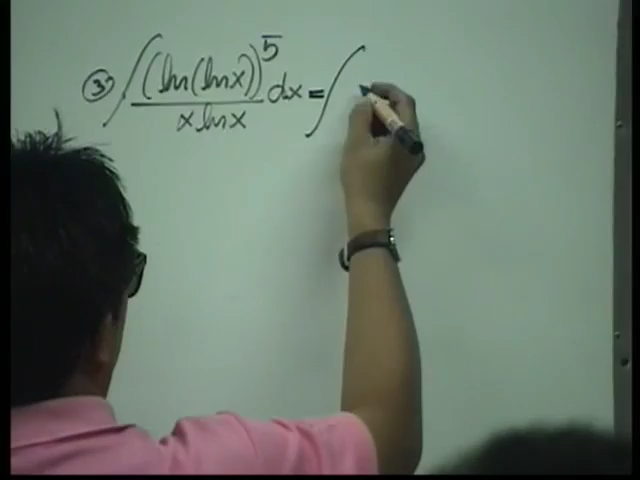 ③ ∫ (ln(lnx))⁵ / x lnx dx = ∫